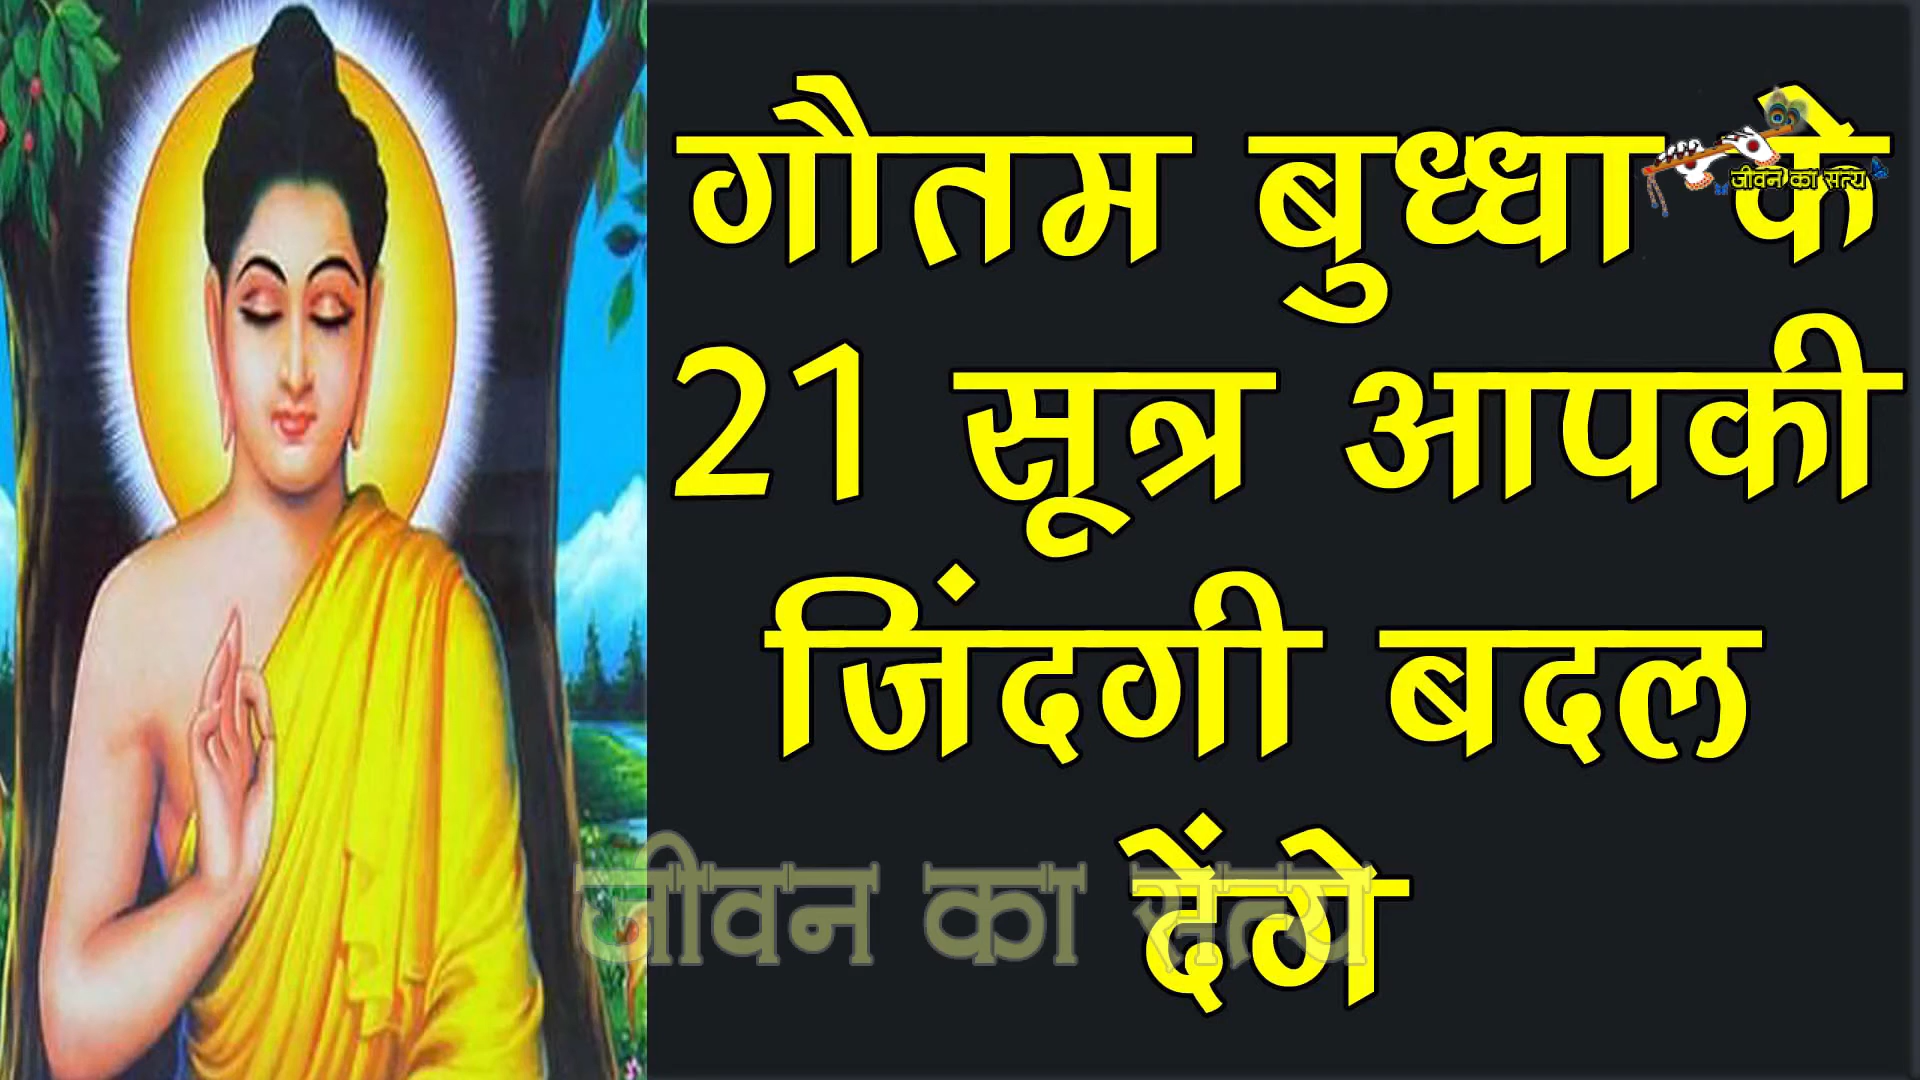 गौतम बुध्धा के
जीवन का सत्य
21 सूत्र आपकी
जिंदगी बदल
देंगे
जीवन का सत्य